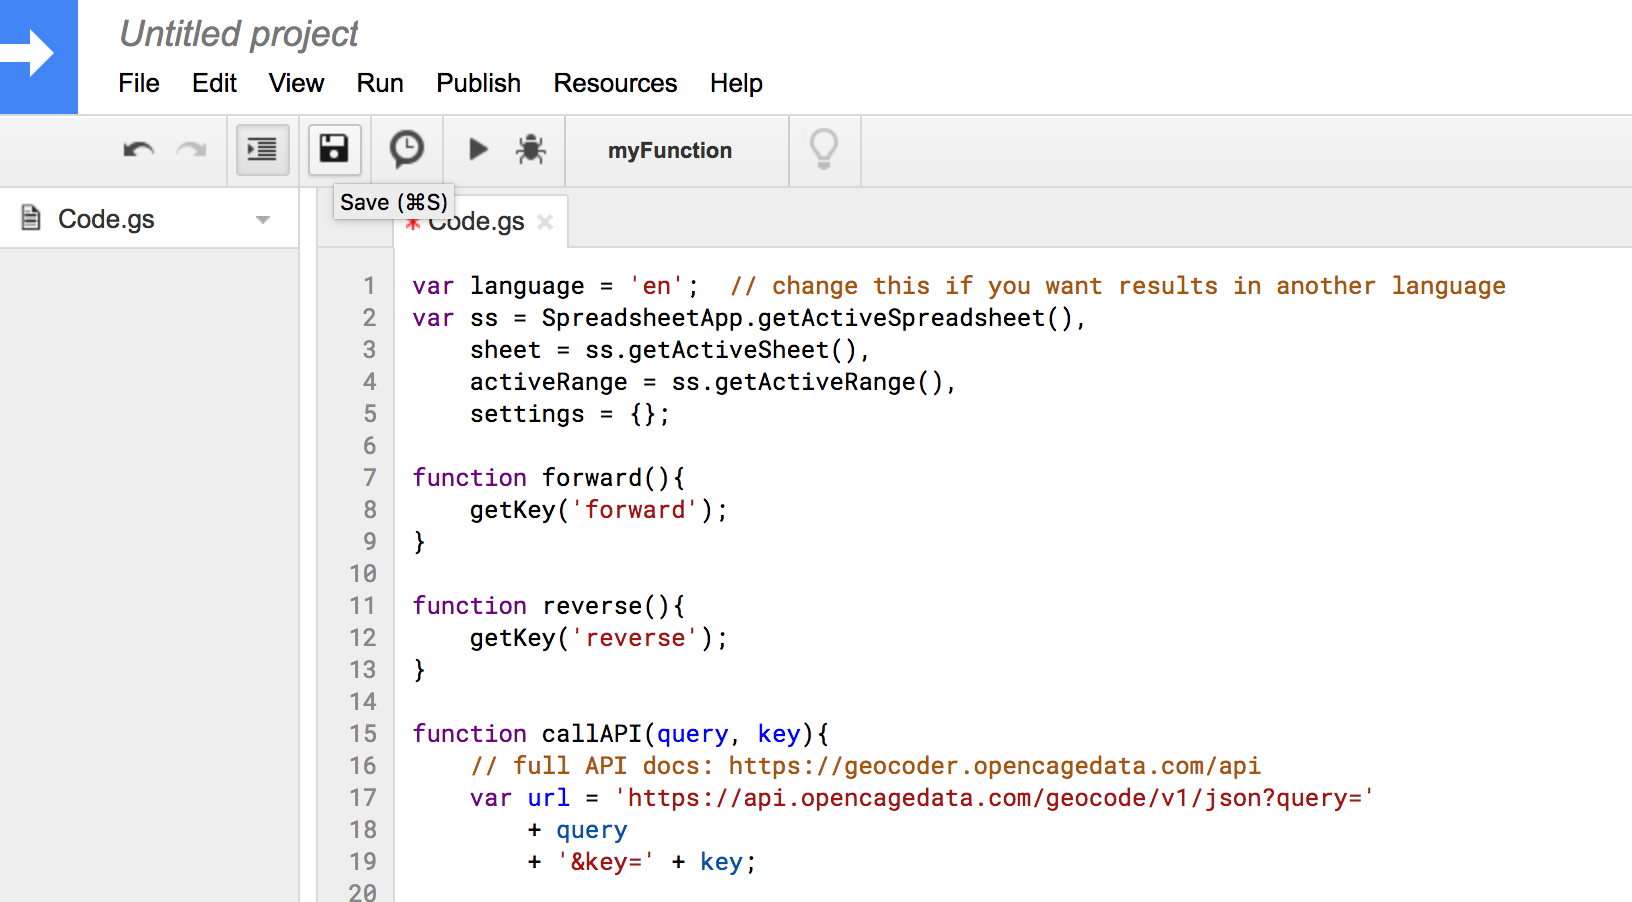 Untitled project
File Edit View Run Publish Resources Help
myFunction
Save (⌘S)
Code.gs
* Code.gs ×
1 var language = 'en';  // change this if you want results in another language
2 var ss = SpreadsheetApp.getActiveSpreadsheet(),
3     sheet = ss.getActiveSheet(),
4     activeRange = ss.getActiveRange(),
5     settings = {};
6
7 function forward(){
8     getKey('forward');
9 }
10
11 function reverse(){
12     getKey('reverse');
13 }
14
15 function callAPI(query, key){
16     // full API docs: https://geocoder.opencagedata.com/api
17     var url = 'https://api.opencagedata.com/geocode/v1/json?query='
18         + query
19         + '&key=' + key;
20